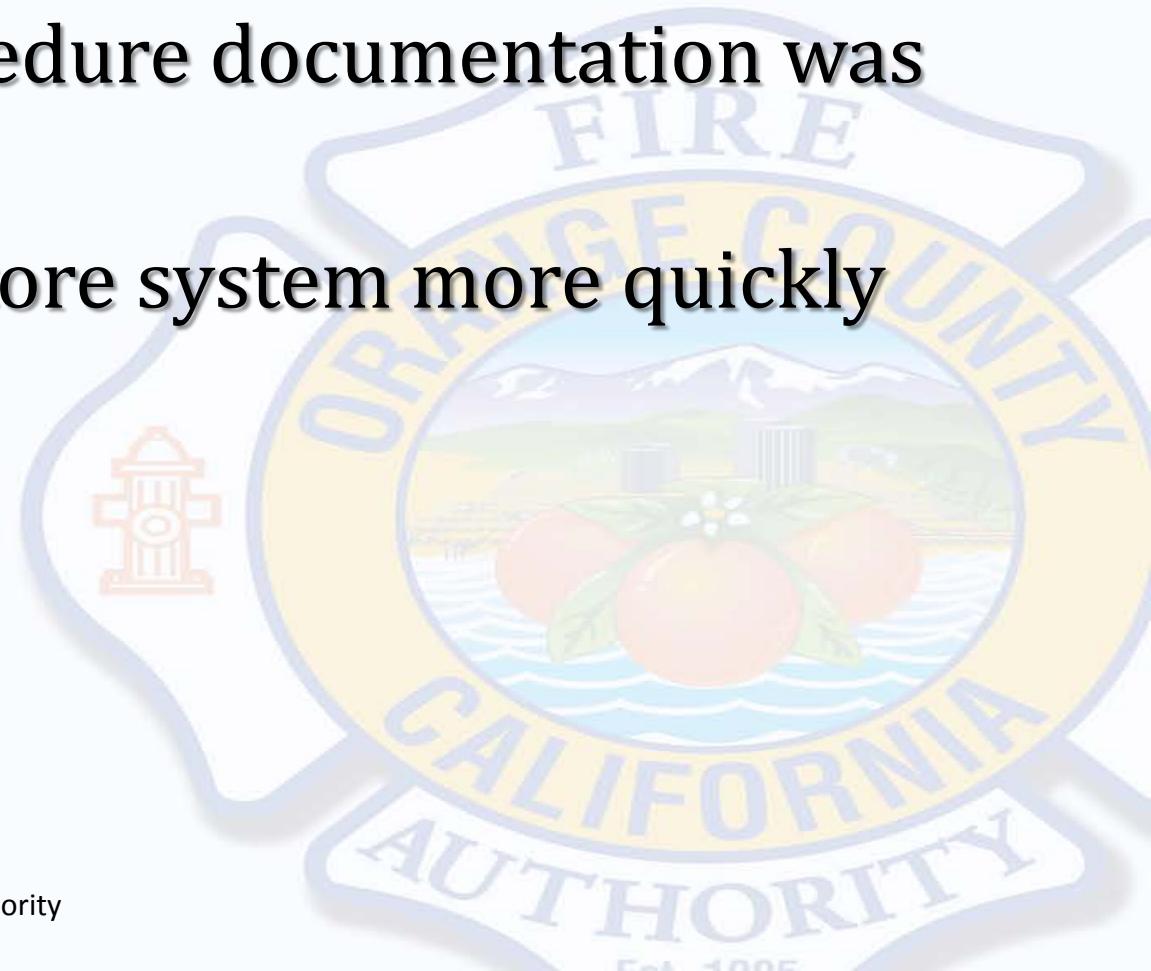 edure documentation was
FIRE
ORANGE COUNTY
ore system more quickly
CALIFORNIA
AUTHORITY
ority